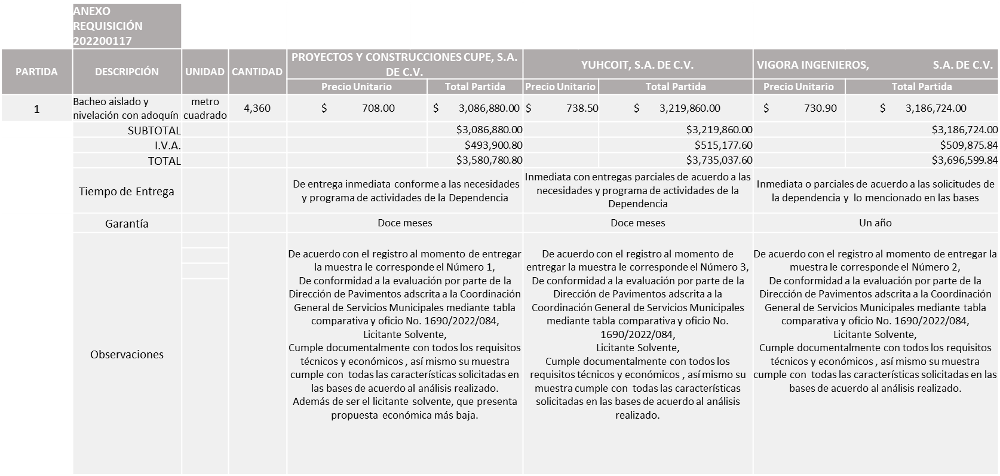 ANEXO
REQUISICIÓN
202200117
PARTIDA
DESCRIPCIÓN
UNIDAD
CANTIDAD
PROYECTOS Y CONSTRUCCIONES CUPE, S.A.
DE C.V.
YUHCOIT, S.A. DE C.V.
VIGORA INGENIEROS, S.A. DE C.V.
Precio Unitario
Total Partida
Precio Unitario
Total Partida
Precio Unitario
Total Partida
1
Bacheo aislado y
nivelación con adoquín
metro
cuadrado
4,360
$ 708.00
$ 3,086,880.00
$ 738.50
$ 3,219,860.00
$ 730.90
$ 3,186,724.00
SUBTOTAL
$3,086,880.00
$3,219,860.00
$3,186,724.00
I.V.A.
$493,900.80
$515,177.60
$509,875.84
TOTAL
$3,580,780.80
$3,735,037.60
$3,696,599.84
Tiempo de Entrega
De entrega inmediata conforme a las necesidades
y programa de actividades de la Dependencia
Inmediata con entregas parciales de acuerdo a las
necesidades y programa de actividades de la
Dependencia
Inmediata o parciales de acuerdo a las solicitudes de
la dependencia y lo mencionado en las bases
Garantía
Doce meses
Doce meses
Un año
Observaciones
De acuerdo con el registro al momento de entregar
la muestra le corresponde el Número 1,
De conformidad a la evaluación por parte de la
Dirección de Pavimentos adscrita a la Coordinación
General de Servicios Municipales mediante tabla
comparativa y oficio No. 1690/2022/084,
Licitante Solvente,
Cumple documentalmente con todos los requisitos
técnicos y económicos , así mismo su muestra
cumple con todas las características solicitadas en
las bases de acuerdo al análisis realizado.
Además de ser el licitante solvente, que presenta
propuesta económica más baja.
De acuerdo con el registro al momento de
entregar la muestra le corresponde el Número 3,
De conformidad a la evaluación por parte de la
Dirección de Pavimentos adscrita a la
Coordinación General de Servicios Municipales
mediante tabla comparativa y oficio No.
1690/2022/084,
Licitante Solvente,
Cumple documentalmente con todos los
requisitos técnicos y económicos , así mismo su
muestra cumple con todas las características
solicitadas en las bases de acuerdo al análisis
realizado.
De acuerdo con el registro al momento de entregar la
muestra le corresponde el Número 2,
De conformidad a la evaluación por parte de la
Dirección de Pavimentos adscrita a la Coordinación
General de Servicios Municipales mediante tabla
comparativa y oficio No. 1690/2022/084,
Licitante Solvente,
Cumple documentalmente con todos los requisitos
técnicos y económicos , así mismo su muestra
cumple con todas las características solicitadas en las
bases de acuerdo al análisis realizado.